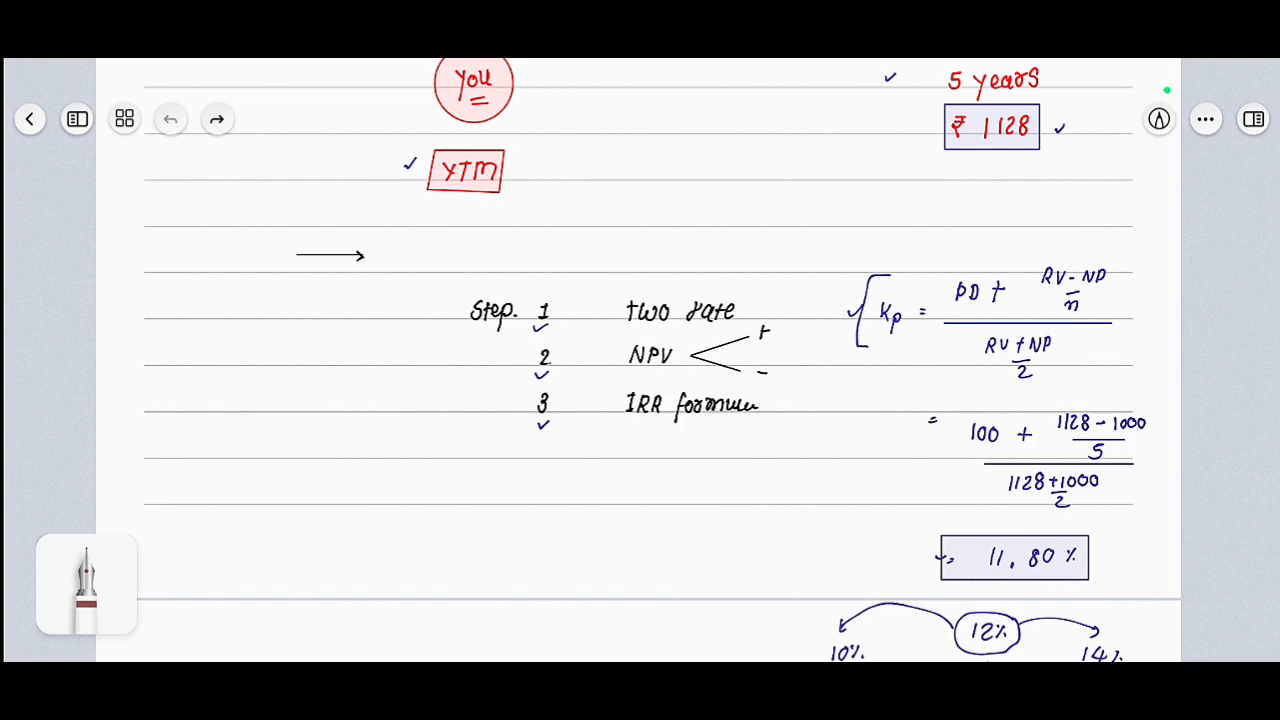 you
5 years
₹ 1128
YTM
Step. 1 two rate
2 NPV + -
3 IRR formula
Kp = PD + RV - NP / n
RV + NP / 2
= 100 + 1128 - 1000 / 5
1128 + 1000 / 2
= 11.80 %
12%
10%. 14%